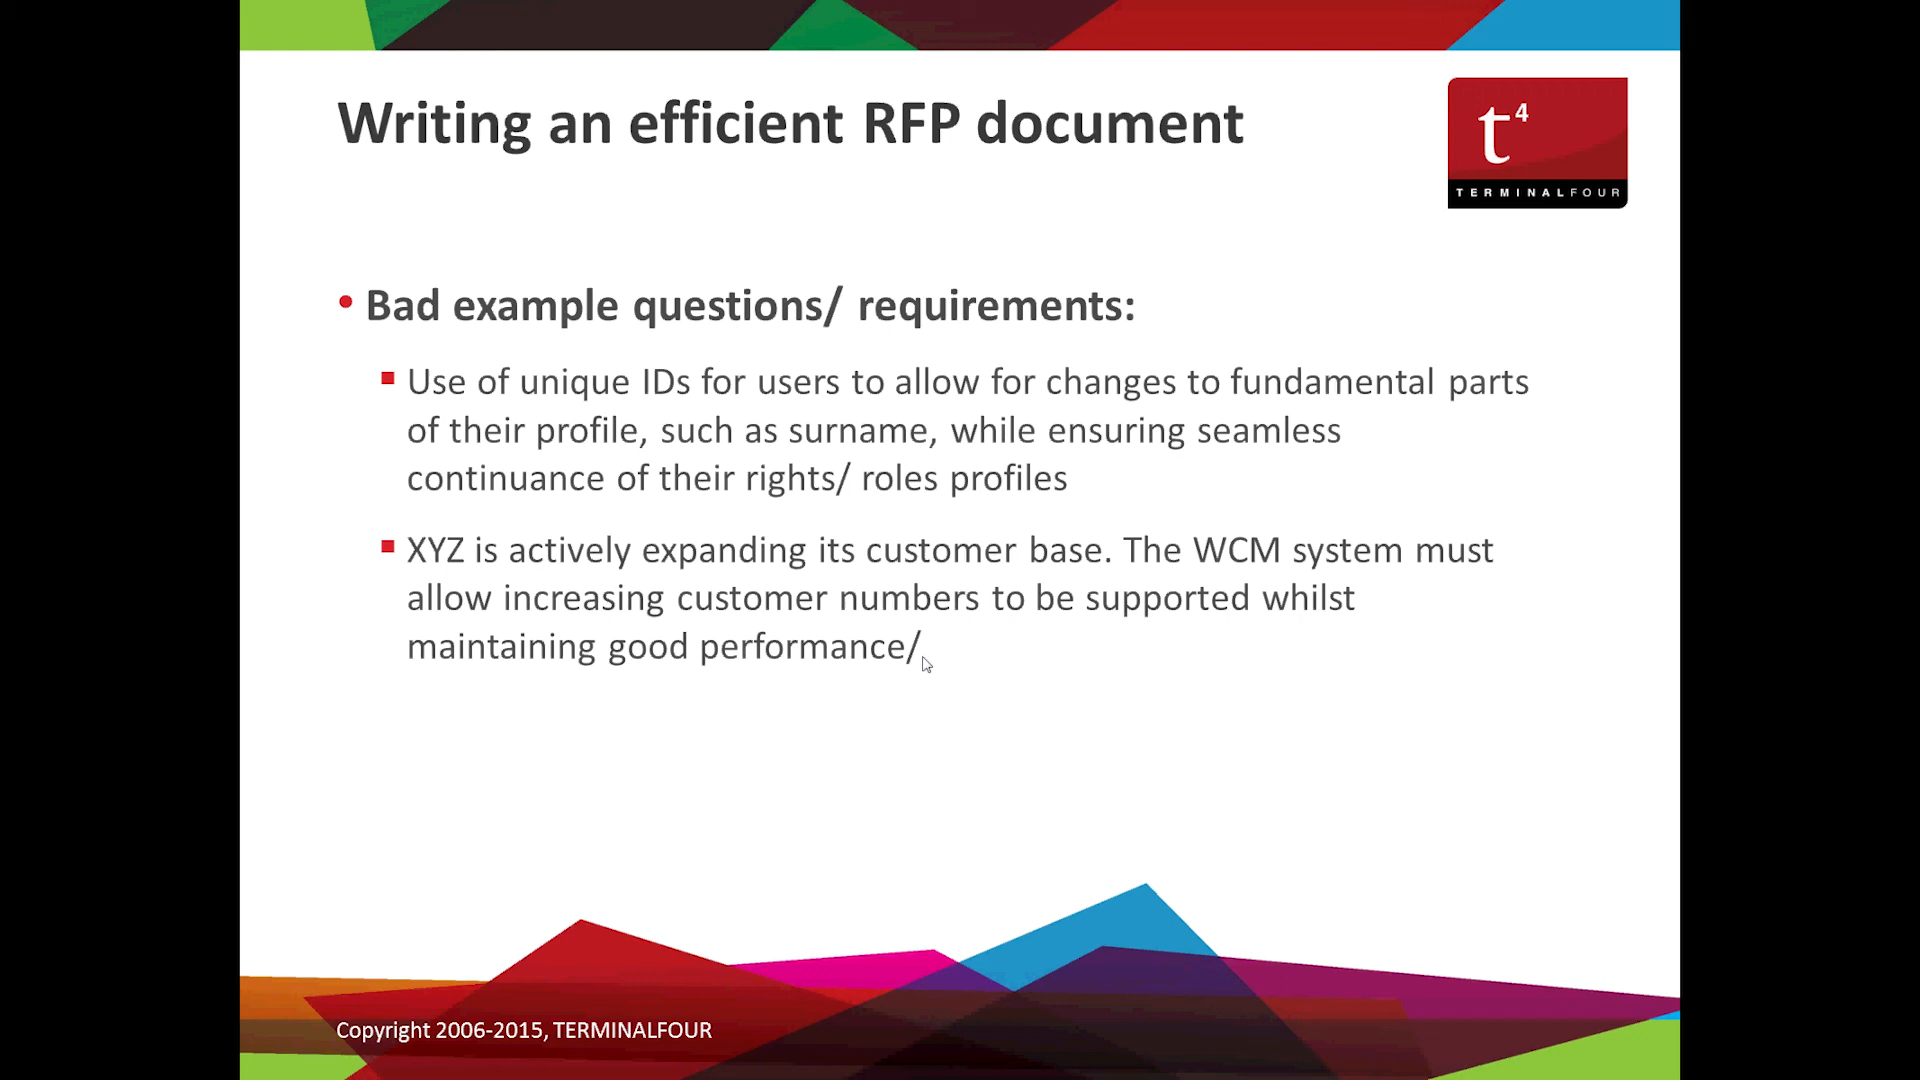 Writing an efficient RFP document
t4
TERMINALFOUR
• Bad example questions/ requirements:
▪ Use of unique IDs for users to allow for changes to fundamental parts
of their profile, such as surname, while ensuring seamless
continuance of their rights/ roles profiles
▪ XYZ is actively expanding its customer base. The WCM system must
allow increasing customer numbers to be supported whilst
maintaining good performance/
Copyright 2006-2015, TERMINALFOUR